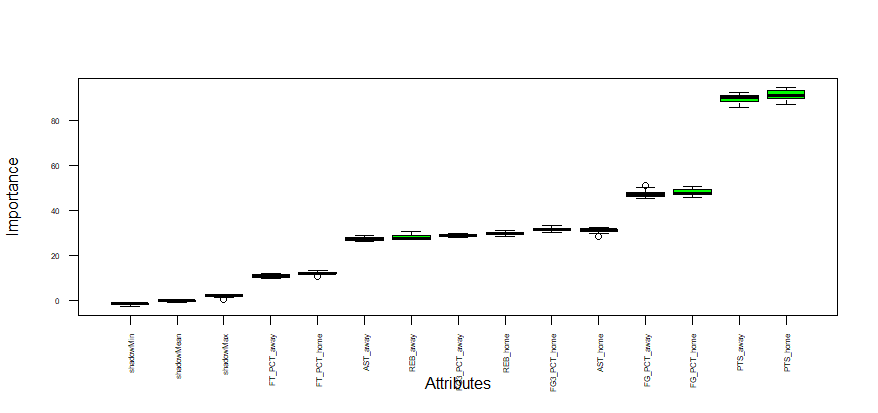 Importance
80
60
40
20
0
shadowMin
shadowMean
shadowMax
FT_PCT_away
FT_PCT_home
AST_away
REB_away
FG3_PCT_away
REB_home
FG3_PCT_home
AST_home
FG_PCT_away
FG_PCT_home
PTS_away
PTS_home
Attributes